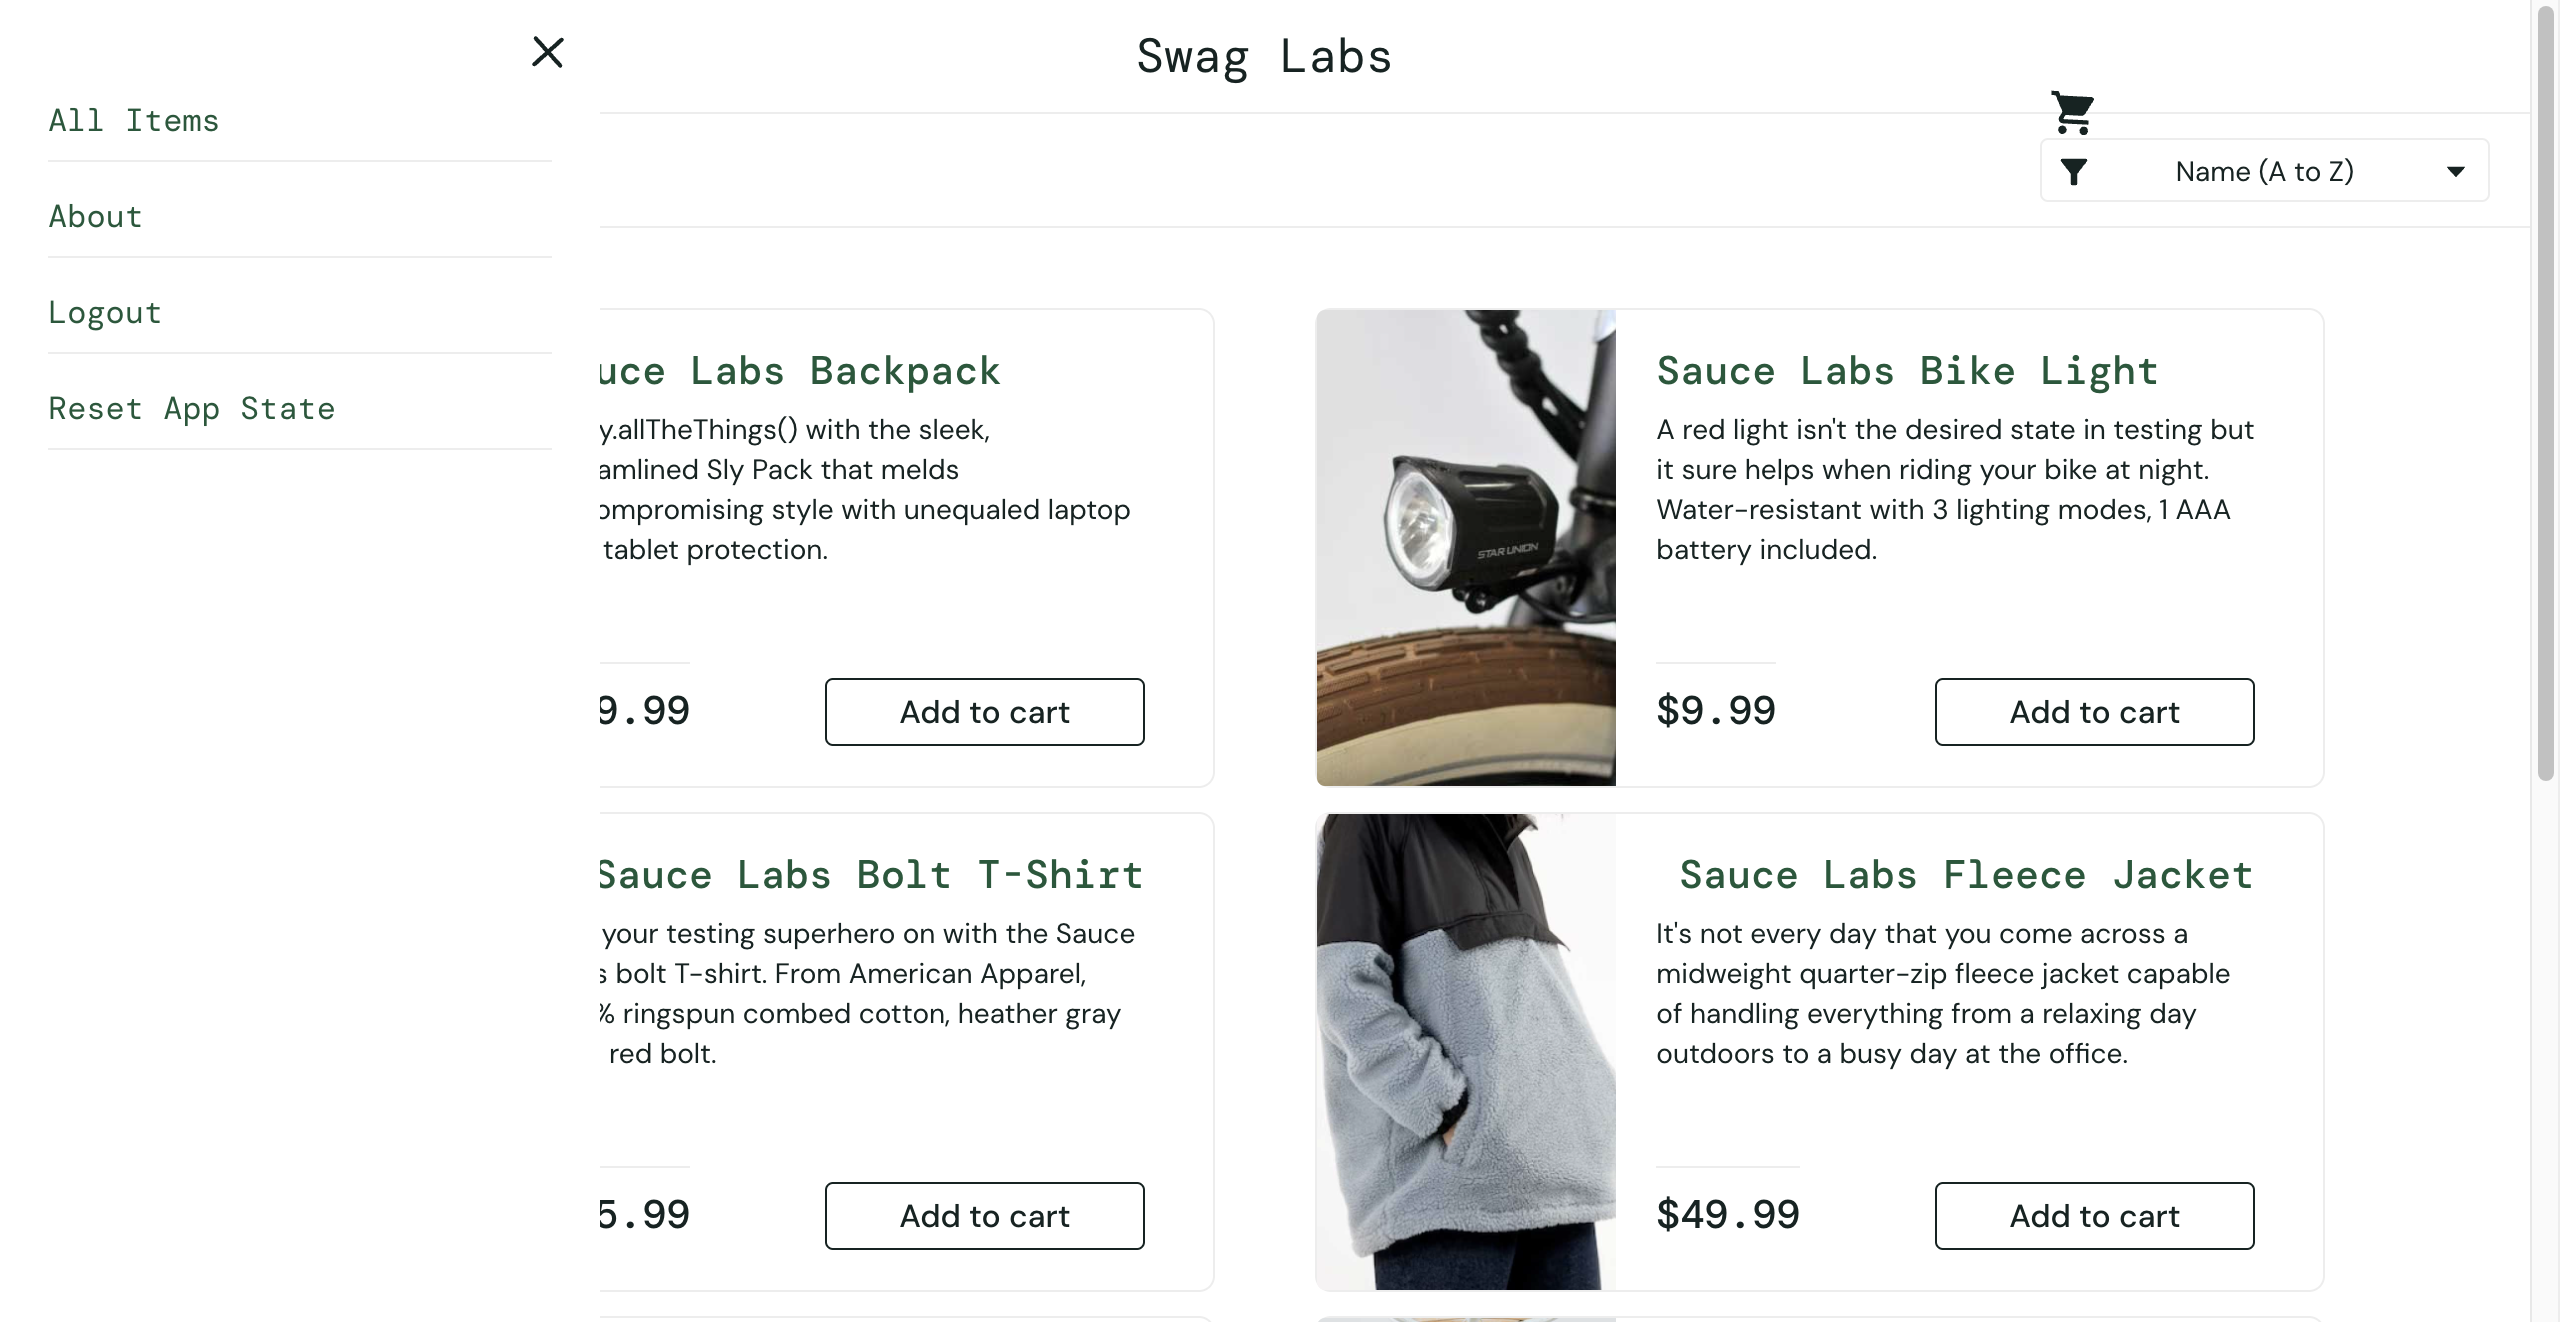 All Items
About
Logout
Reset App State
Swag Labs
Name (A to Z)
uce Labs Backpack
y.allTheThings() with the sleek,
amlined Sly Pack that melds
ompromising style with unequaled laptop
tablet protection.
9.99
Add to cart
STAR UNION
Sauce Labs Bike Light
A red light isn't the desired state in testing but
it sure helps when riding your bike at night.
Water-resistant with 3 lighting modes, 1 AAA
battery included.
$9.99
Add to cart
Sauce Labs Bolt T-Shirt
your testing superhero on with the Sauce
s bolt T-shirt. From American Apparel,
% ringspun combed cotton, heather gray
red bolt.
5.99
Add to cart
Sauce Labs Fleece Jacket
It's not every day that you come across a
midweight quarter-zip fleece jacket capable
of handling everything from a relaxing day
outdoors to a busy day at the office.
$49.99
Add to cart